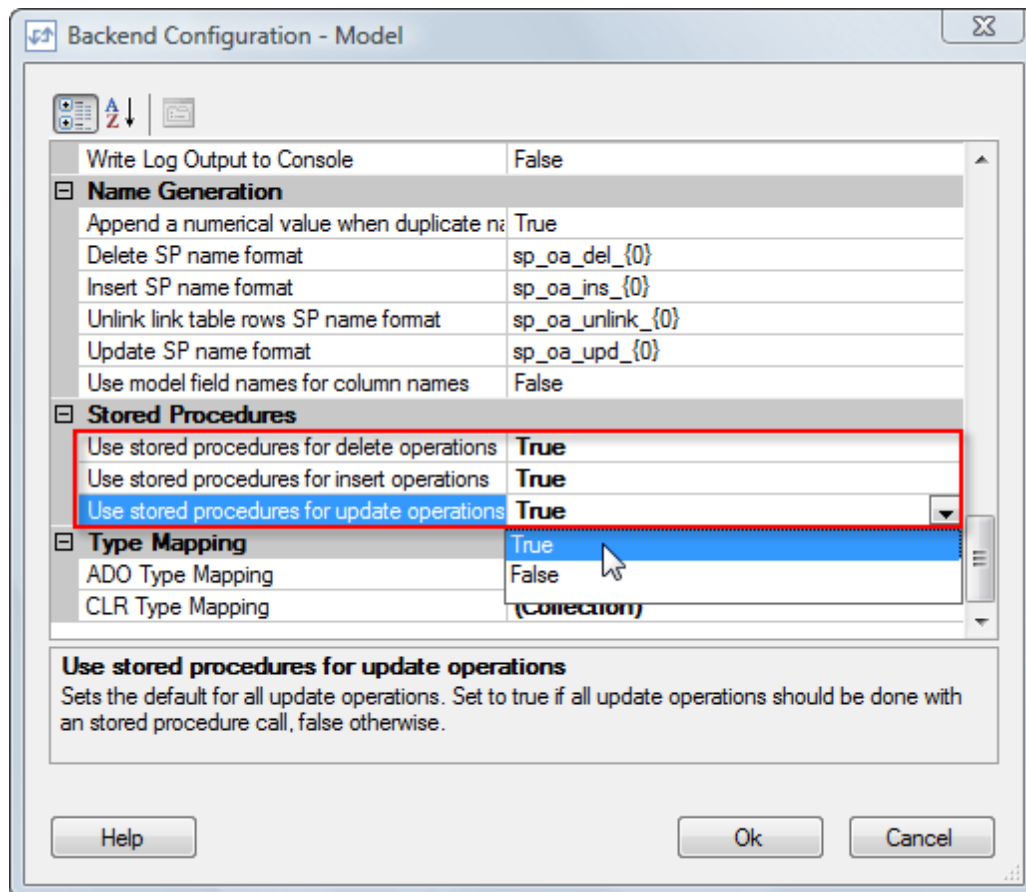 Backend Configuration - Model
Write Log Output to Console False
Name Generation
Append a numerical value when duplicate na True
Delete SP name format sp_oa_del_{0}
Insert SP name format sp_oa_ins_{0}
Unlink link table rows SP name format sp_oa_unlink_{0}
Update SP name format sp_oa_upd_{0}
Use model field names for column names False
Stored Procedures
Use stored procedures for delete operations True
Use stored procedures for insert operations True
Use stored procedures for update operations True
Type Mapping True
ADO Type Mapping False
CLR Type Mapping (Collection)
Use stored procedures for update operations
Sets the default for all update operations. Set to true if all update operations should be done with
an stored procedure call, false otherwise.
Help Ok Cancel